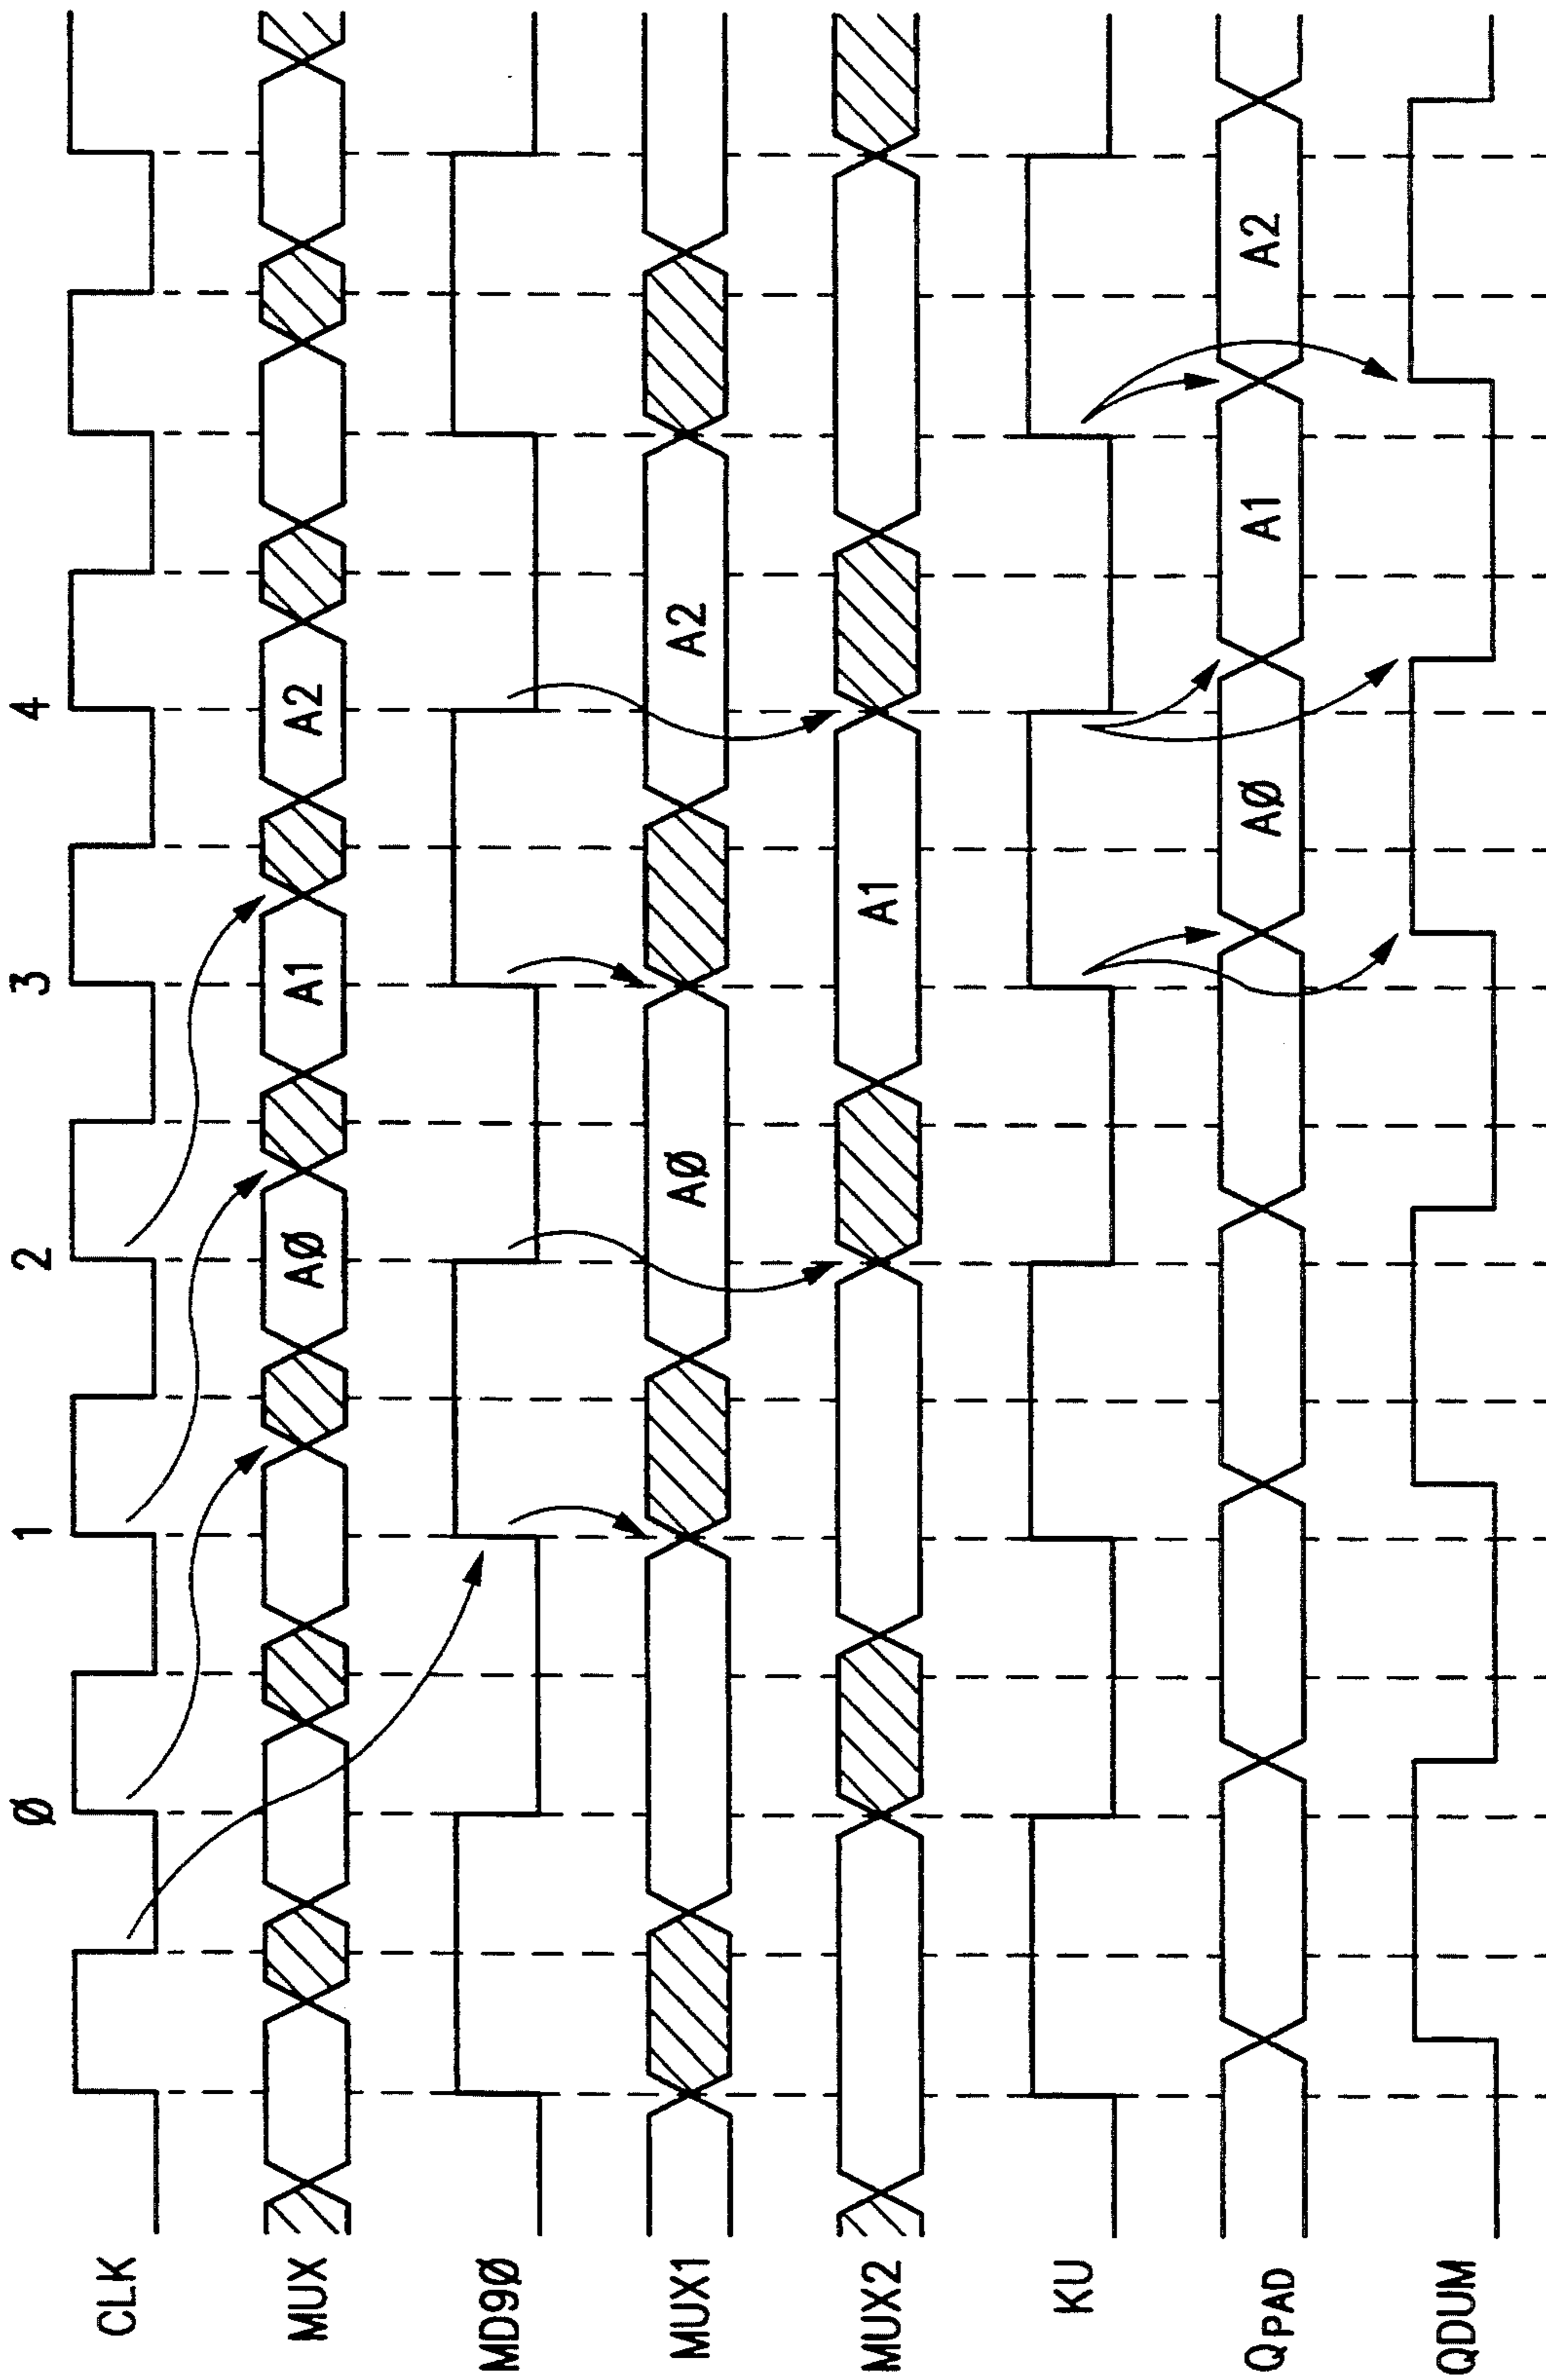 Ø 1 2 3 4
CLK
MUX AØ A1 A2
MD9Ø
MUX1 AØ A2
MUX2 A1
KU
QPAD AØ A1 A2
QDUM